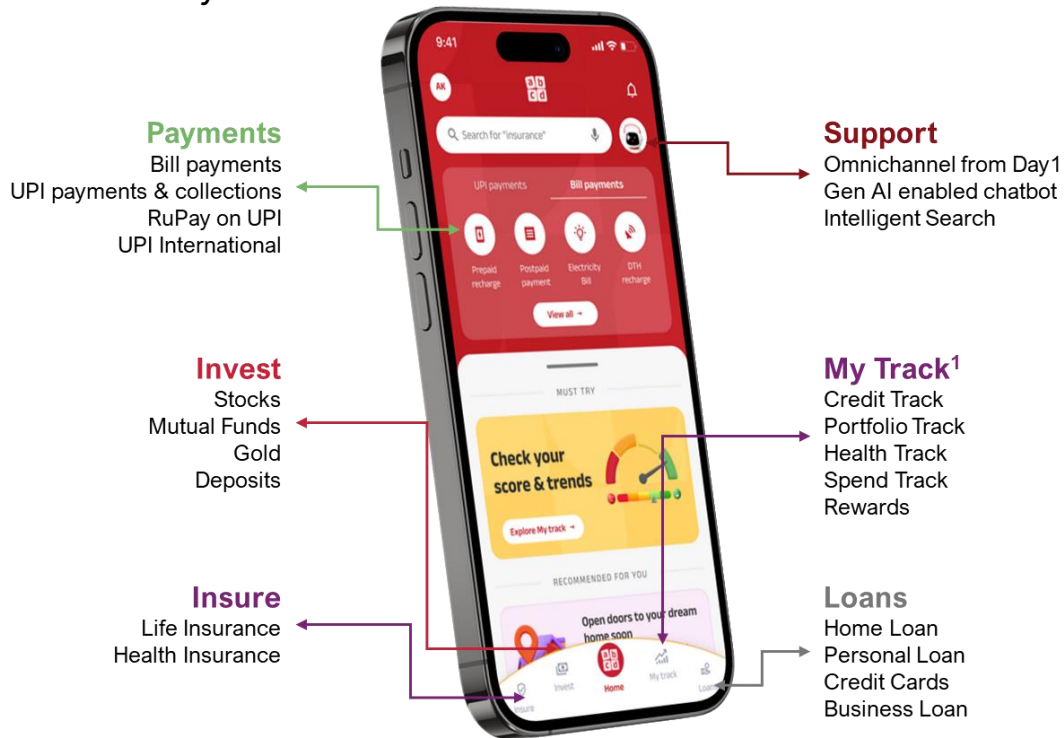 9:41
AK
a b
c d
Search for "insurance"
UPI payments
Bill payments
Prepaid
recharge
Postpaid
payment
Electricity
Bill
DTH
recharge
View all →
MUST TRY
Check your
score & trends
Explore My track →
RECOMMENDED FOR YOU
Open doors to your dream
home soon
Insure
Invest
a b
c d
Home
My track
Loans
Payments
Bill payments
UPI payments & collections
RuPay on UPI
UPI International
Invest
Stocks
Mutual Funds
Gold
Deposits
Insure
Life Insurance
Health Insurance
Support
Omnichannel from Day1
Gen AI enabled chatbot
Intelligent Search
My Track1
Credit Track
Portfolio Track
Health Track
Spend Track
Rewards
Loans
Home Loan
Personal Loan
Credit Cards
Business Loan